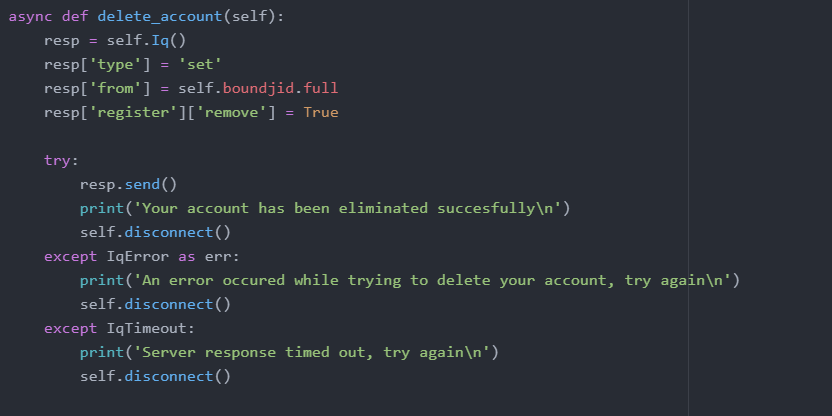 async def delete_account(self):
    resp = self.Iq()
    resp['type'] = 'set'
    resp['from'] = self.boundjid.full
    resp['register']['remove'] = True

    try:
        resp.send()
        print('Your account has been eliminated succesfully\n')
        self.disconnect()
    except IqError as err:
        print('An error occured while trying to delete your account, try again\n')
        self.disconnect()
    except IqTimeout:
        print('Server response timed out, try again\n')
        self.disconnect()